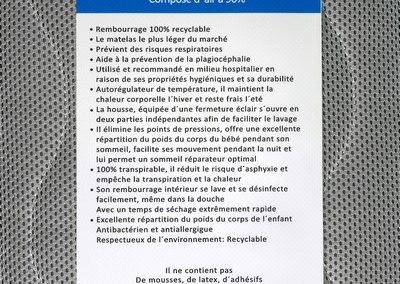 Composé d´air à 90%
• Rembourrage 100% recyclable
• Le matelas le plus léger du marché
• Prévient des risques respiratoires
• Aide à la prévention de la plagiocéphalie
• Utilisé et recommandé en milieu hospitalier en
raison de ses propriétés hygiéniques et sa durabilité
• Autorégulateur de température, il maintient la
chaleur corporelle l´hiver et reste frais l´eté
• La housse, équipée d´une fermeture éclair s´ouvre en
deux parties indépendantes afin de faciliter le lavage
• Il élimine les points de pressions, offre une excellente
répartition du poids du corps du bébé pendant son
sommeil, facilite ses mouvement pendant la nuit et
lui permet un sommeil réparateur optimal
• 100% transpirable, il réduit le risque d´asphyxie et
empêche la transpiration et la chaleur
• Son rembourrage intérieur se lave et se désinfecte
facilement, même dans la douche
Avec un temps de séchage extrêmement rapide
• Excellente répartition du poids du corps de l´enfant
Antibactérien et antiallergique
Respectueux de l´environnement: Recyclable
Il ne contient pas
De mousses, de latex, d´adhésifs